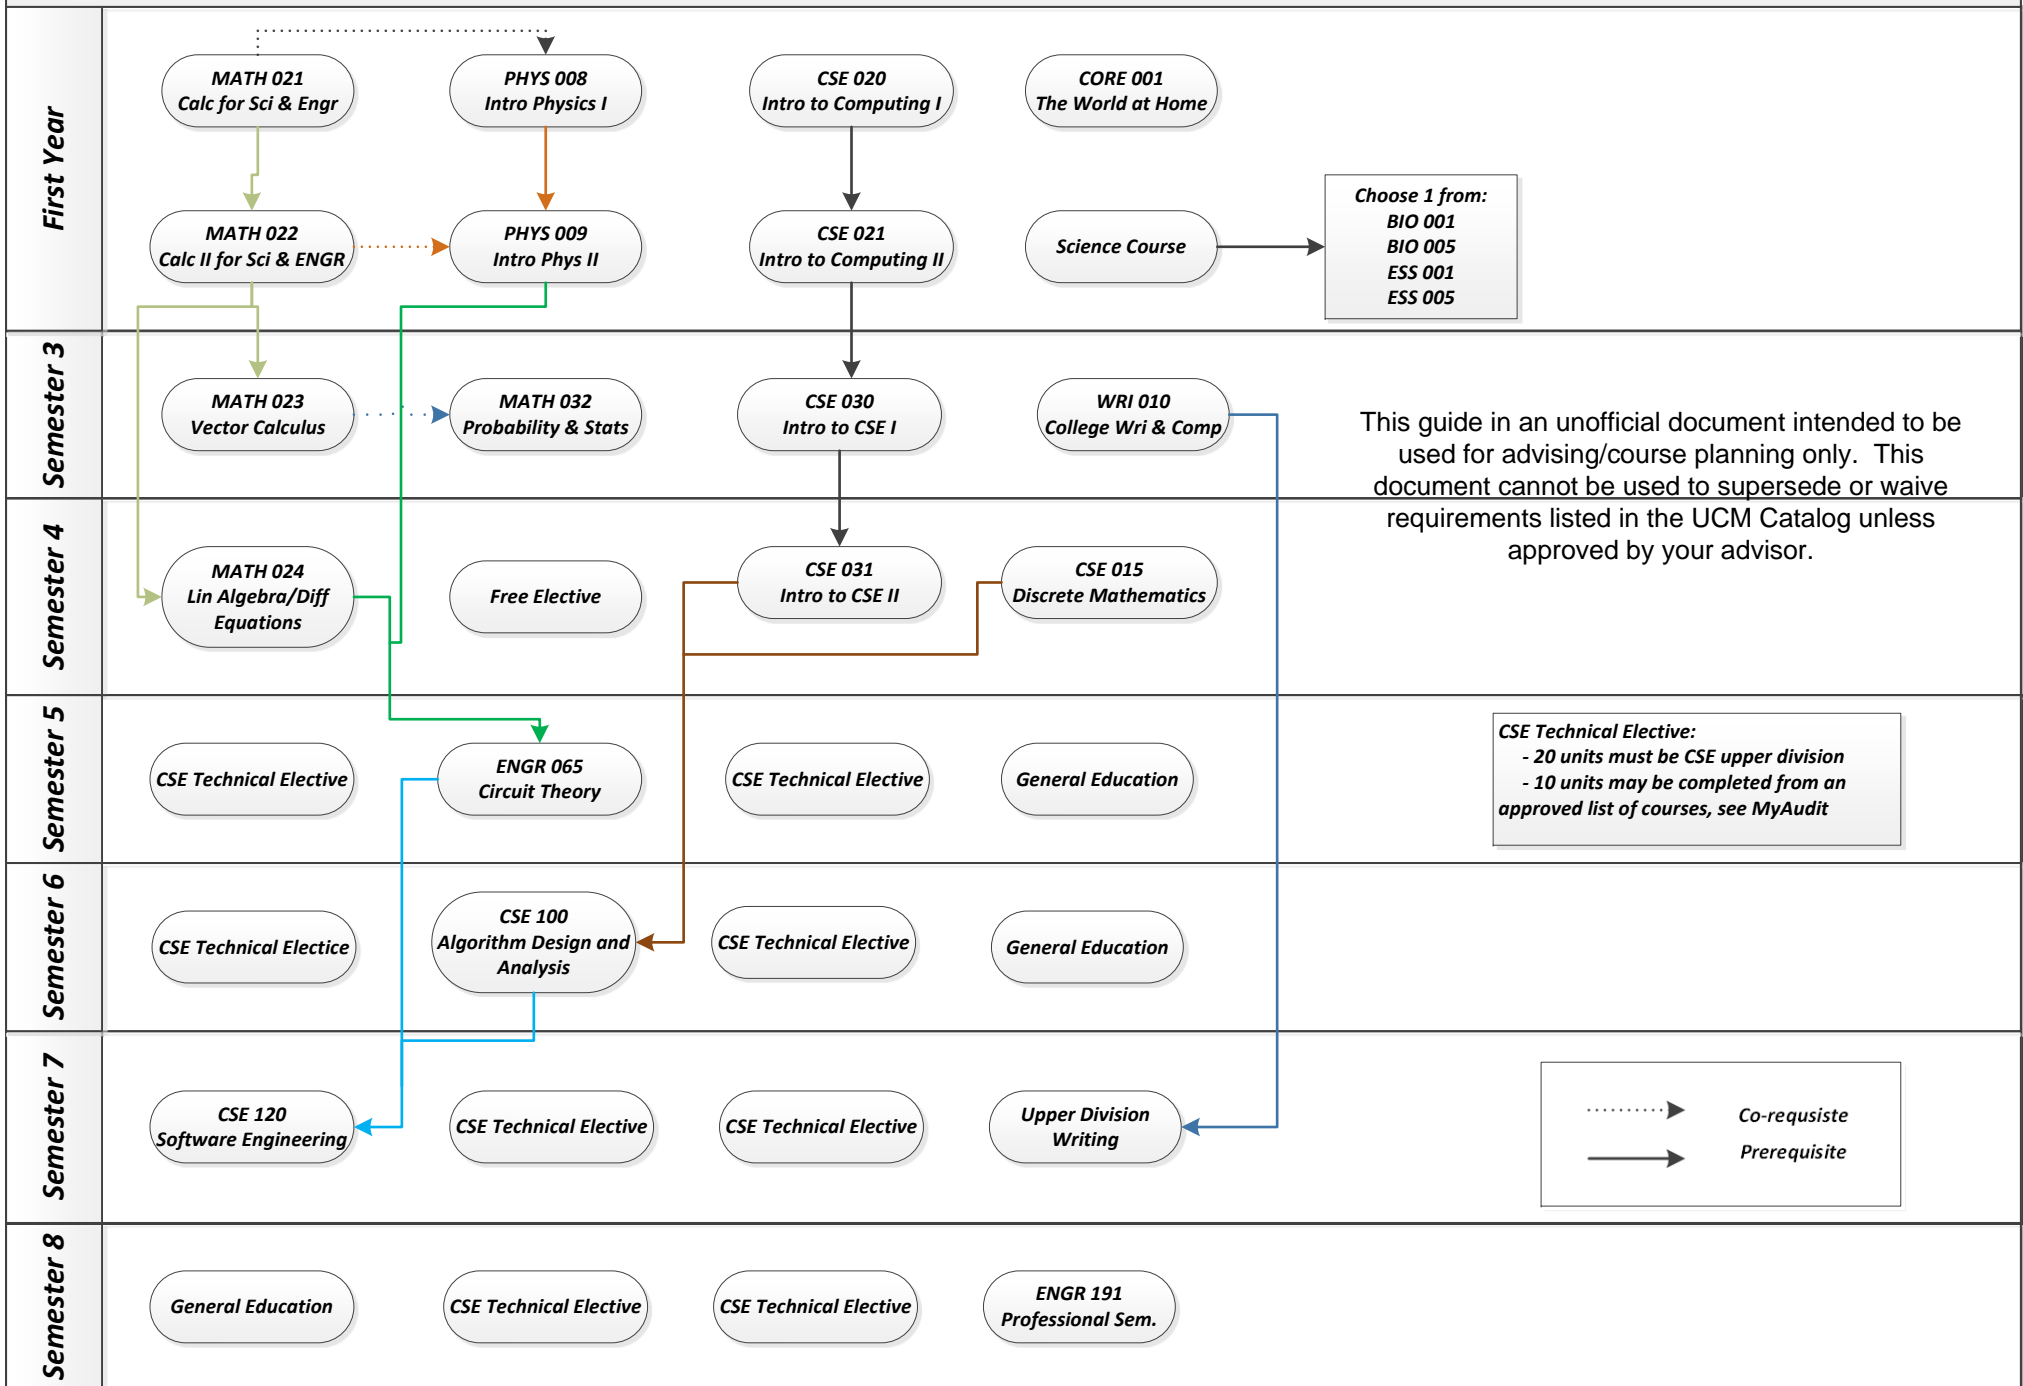 First Year
MATH 021
Calc for Sci & Engr
PHYS 008
Intro Physics I
CSE 020
Intro to Computing I
CORE 001
The World at Home
MATH 022
Calc II for Sci & ENGR
PHYS 009
Intro Phys II
CSE 021
Intro to Computing II
Science Course
Choose 1 from:
BIO 001
BIO 005
ESS 001
ESS 005
Semester 3
MATH 023
Vector Calculus
MATH 032
Probability & Stats
CSE 030
Intro to CSE I
WRI 010
College Wri & Comp
This guide in an unofficial document intended to be
used for advising/course planning only.  This
document cannot be used to supersede or waive
requirements listed in the UCM Catalog unless
approved by your advisor.
Semester 4
MATH 024
Lin Algebra/Diff
Equations
Free Elective
CSE 031
Intro to CSE II
CSE 015
Discrete Mathematics
Semester 5
CSE Technical Elective
ENGR 065
Circuit Theory
CSE Technical Elective
General Education
CSE Technical Elective:
- 20 units must be CSE upper division
- 10 units may be completed from an
approved list of courses, see MyAudit
Semester 6
CSE Technical Electice
CSE 100
Algorithm Design and
Analysis
CSE Technical Elective
General Education
Semester 7
CSE 120
Software Engineering
CSE Technical Elective
CSE Technical Elective
Upper Division
Writing
Co-requsiste
Prerequisite
Semester 8
General Education
CSE Technical Elective
CSE Technical Elective
ENGR 191
Professional Sem.